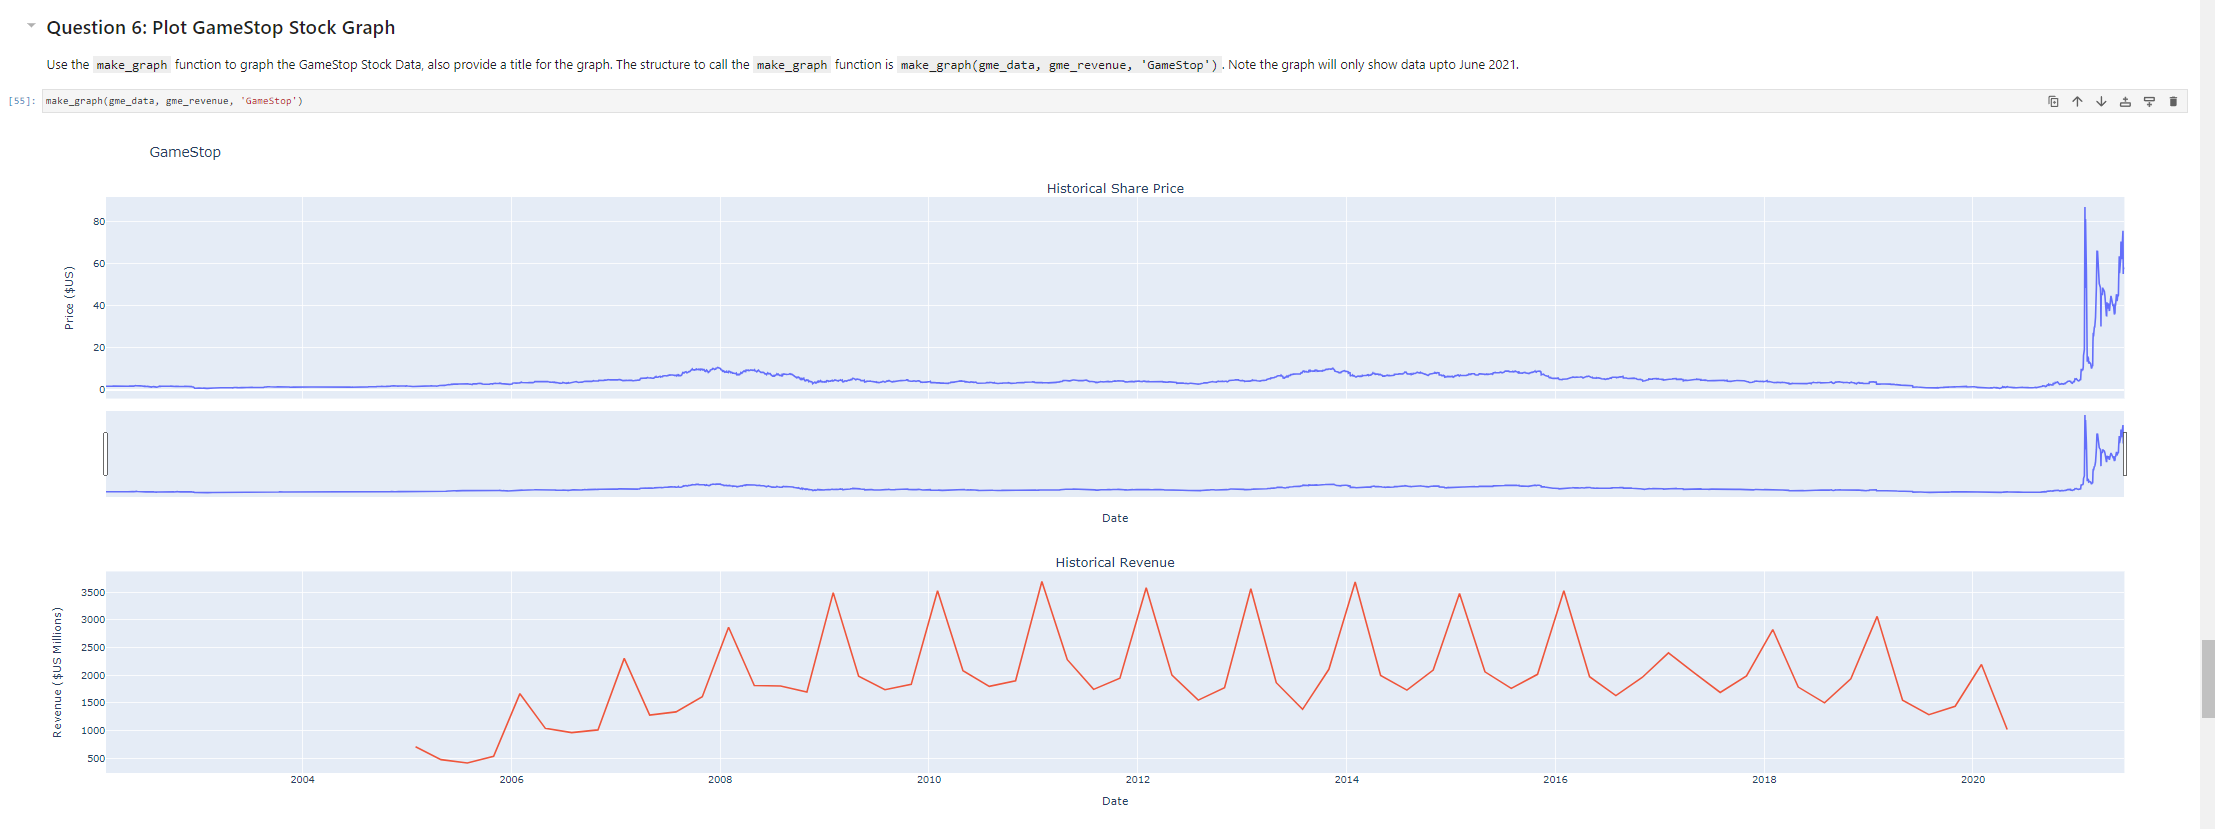 Question 6: Plot GameStop Stock Graph
Use the make_graph function to graph the GameStop Stock Data, also provide a title for the graph. The structure to call the make_graph function is make_graph(gme_data, gme_revenue, 'GameStop'). Note the graph will only show data upto June 2021.
[55]: make_graph(gme_data, gme_revenue, 'GameStop')
GameStop
Historical Share Price
Price ($US)
80
60
40
20
0
Date
Historical Revenue
Revenue ($US Millions)
3500
3000
2500
2000
1500
1000
500
2004 2006 2008 2010 2012 2014 2016 2018 2020
Date